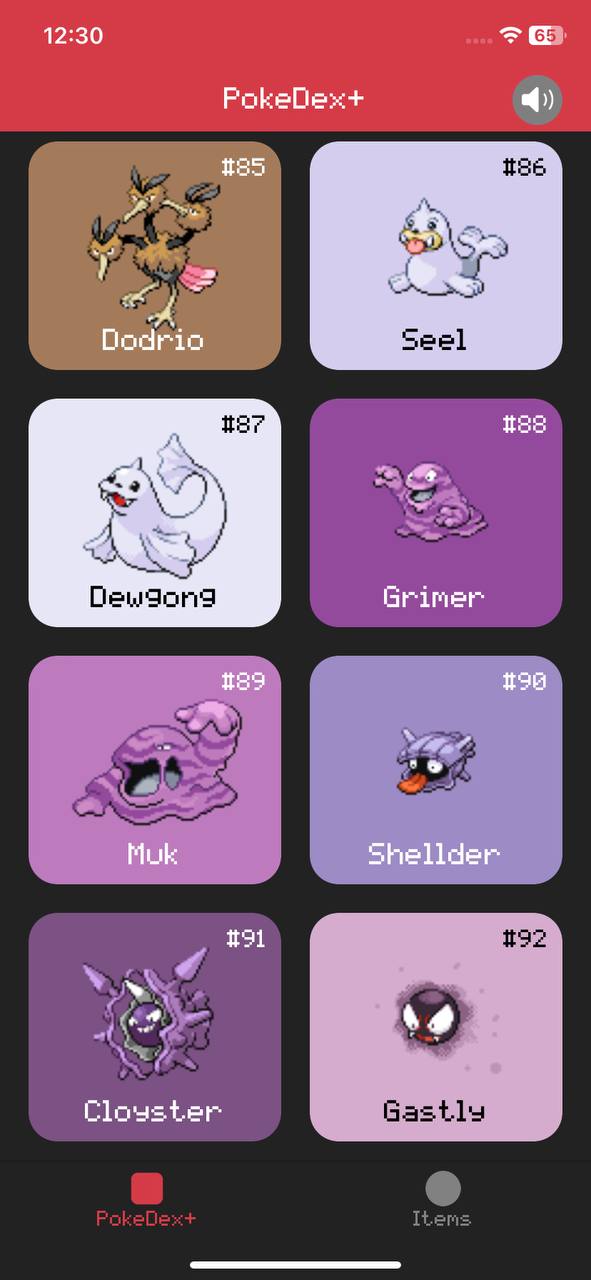 12:30
65
PokeDex+
#85
#86
Dodrio
Seel
#87
#88
Dewgong
Grimer
#89
#90
Muk
Shellder
#91
#92
Cloyster
Gastly
PokeDex+
Items